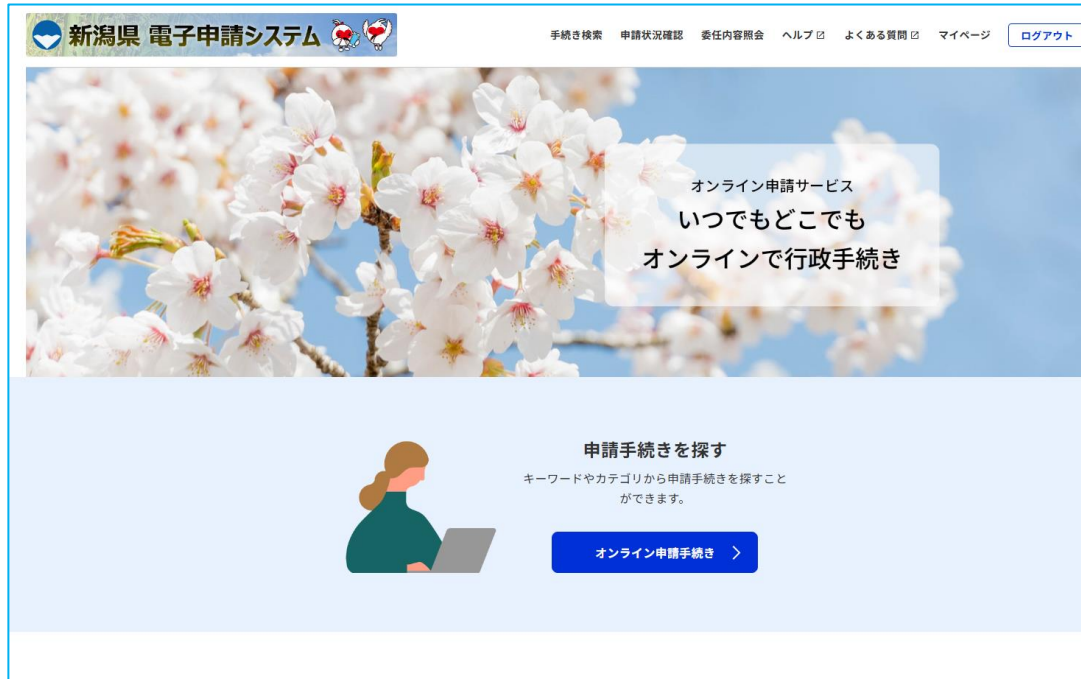 新潟県 電子申請システム
手続き検索 申請状況確認 委任内容照会 ヘルプ よくある質問 マイページ ログアウト
オンライン申請サービス
いつでもどこでも
オンラインで行政手続き
申請手続きを探す
キーワードやカテゴリから申請手続きを探すこと
ができます。
オンライン申請手続き